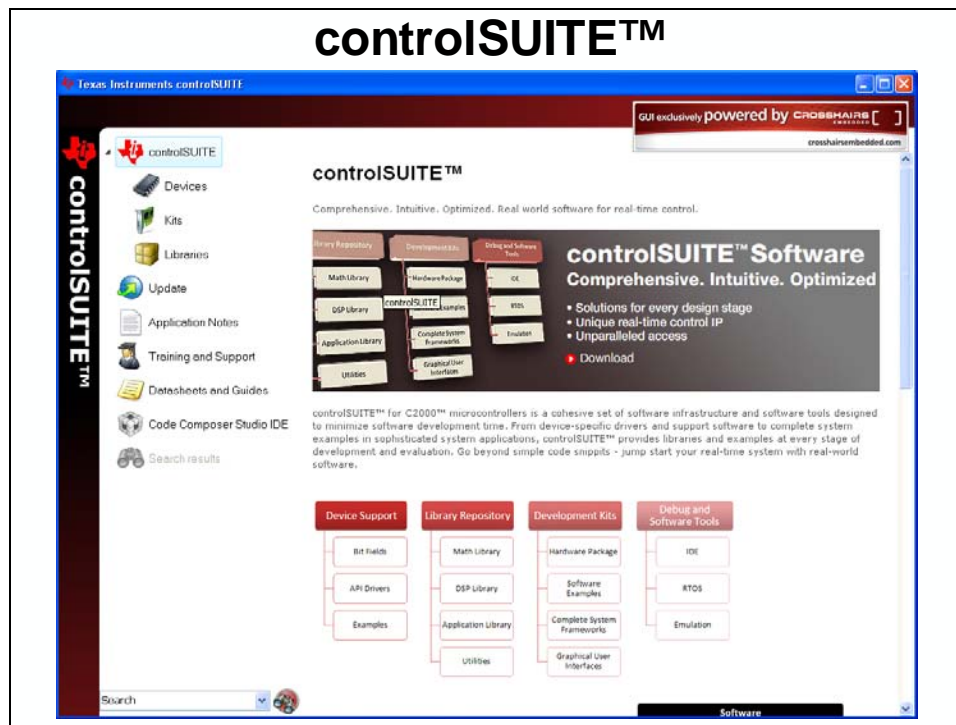 controlSUITE™
Texas Instruments controlSUITE
GUI exclusively powered by CROSSHAIRS [ ]
EMBEDDED
crosshairsembedded.com
controlSUITE™
controlSUITE
Devices
Kits
Libraries
Update
Application Notes
Training and Support
Datasheets and Guides
Code Composer Studio IDE
Search results
Search
controlSUITE™
Comprehensive. Intuitive. Optimized. Real world software for real-time control.
Library Repository
Math Library
DSP Library
Application Library
Utilities
Development Kits
Hardware Package
Examples
Complete System
Frameworks
Graphical User
Interfaces
Debug and Software
Tools
IDE
RTOS
Emulation
controlSUITE
controlSUITE™ Software
Comprehensive. Intuitive. Optimized
• Solutions for every design stage
• Unique real-time control IP
• Unparalleled access
Download
controlSUITE™ for C2000™ microcontrollers is a cohesive set of software infrastructure and software tools designed
to minimize software development time. From device-specific drivers and support software to complete system
examples in sophisticated system applications, controlSUITE™ provides libraries and examples at every stage of
development and evaluation. Go beyond simple code snippits - jump start your real-time system with real-world
software.
Device Support
Bit Fields
API Drivers
Examples
Library Repository
Math Library
DSP Library
Application Library
Utilities
Development Kits
Hardware Package
Software
Examples
Complete System
Frameworks
Graphical User
Interfaces
Debug and
Software Tools
IDE
RTOS
Emulation
Software